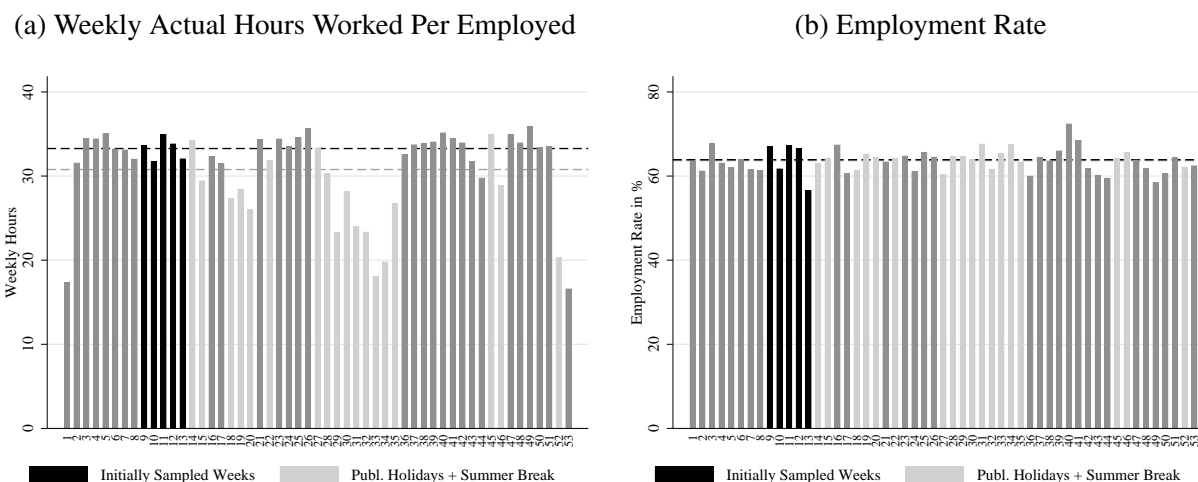 (a) Weekly Actual Hours Worked Per Employed
(b) Employment Rate
Weekly Hours
0
10
20
30
40
1 2 3 4 5 6 7 8 9 10 11 12 13 14 15 16 17 18 19 20 21 22 23 24 25 26 27 28 29 30 31 32 33 34 35 36 37 38 39 40 41 42 43 44 45 46 47 48 49 50 51 52 53
Initially Sampled Weeks
Publ. Holidays + Summer Break
Employment Rate in %
0
20
40
60
80
1 2 3 4 5 6 7 8 9 10 11 12 13 14 15 16 17 18 19 20 21 22 23 24 25 26 27 28 29 30 31 32 33 34 35 36 37 38 39 40 41 42 43 44 45 46 47 48 49 50 51 52 53
Initially Sampled Weeks
Publ. Holidays + Summer Break